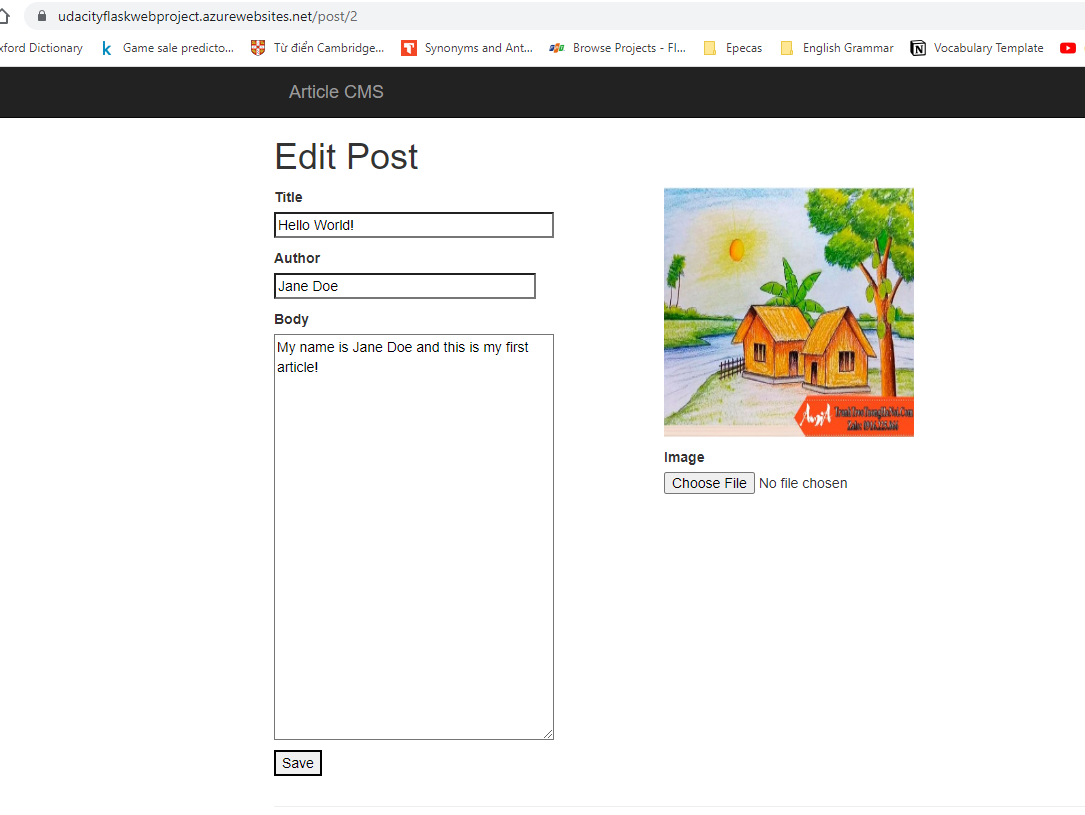 udacityflaskwebproject.azurewebsites.net/post/2
xford Dictionary
Game sale predicto...
Từ điển Cambridge...
Synonyms and Ant...
Browse Projects - Fl...
Epecas
English Grammar
Vocabulary Template
Article CMS
Edit Post
Title
Hello World!
Author
Jane Doe
Body
My name is Jane Doe and this is my first
article!
Image
Choose File No file chosen
Save